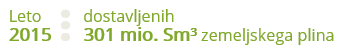 Leto dostavljenih
2015 301 mio. Sm³ zemeljskega plina